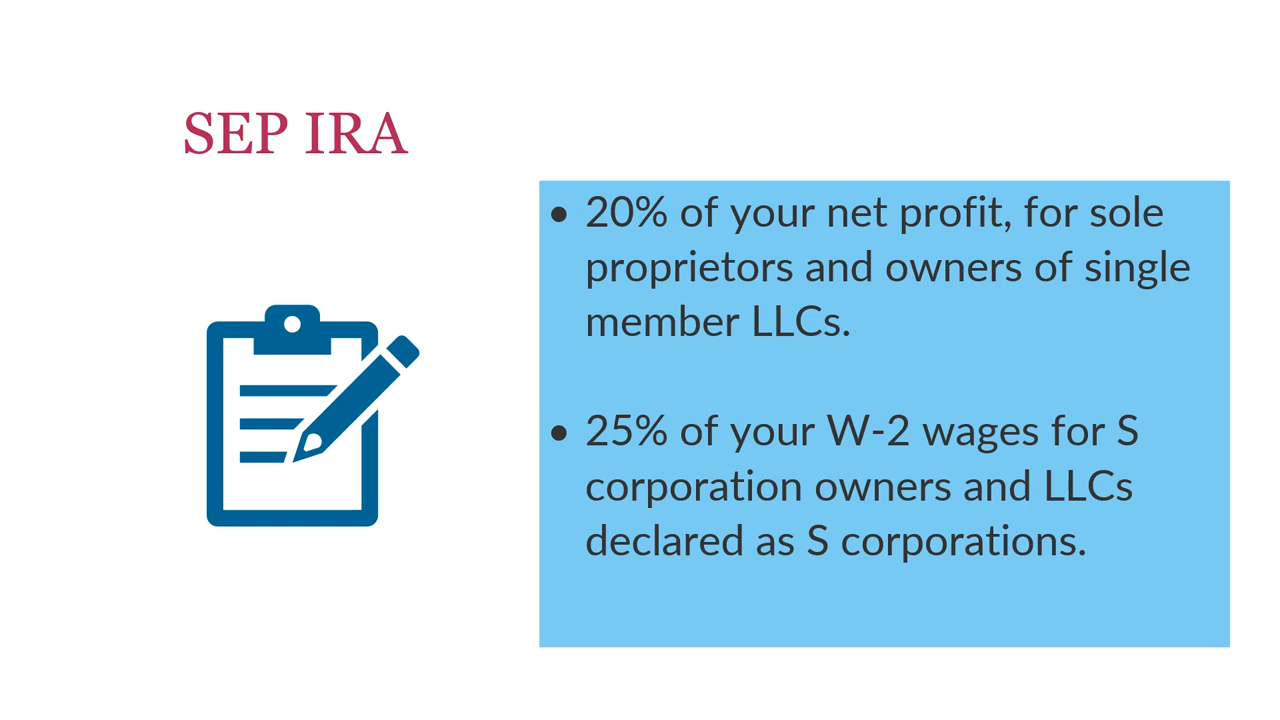 SEP IRA
• 20% of your net profit, for sole
proprietors and owners of single
member LLCs.
• 25% of your W-2 wages for S
corporation owners and LLCs
declared as S corporations.